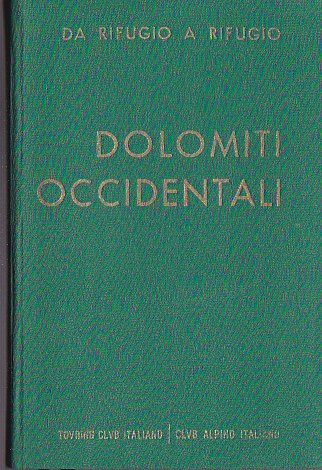 DA RIFUGIO A RIFUGIO
DOLOMITI
OCCIDENTALI
TOVRING CLVB ITALIANO | CLVB ALPINO ITALIANO